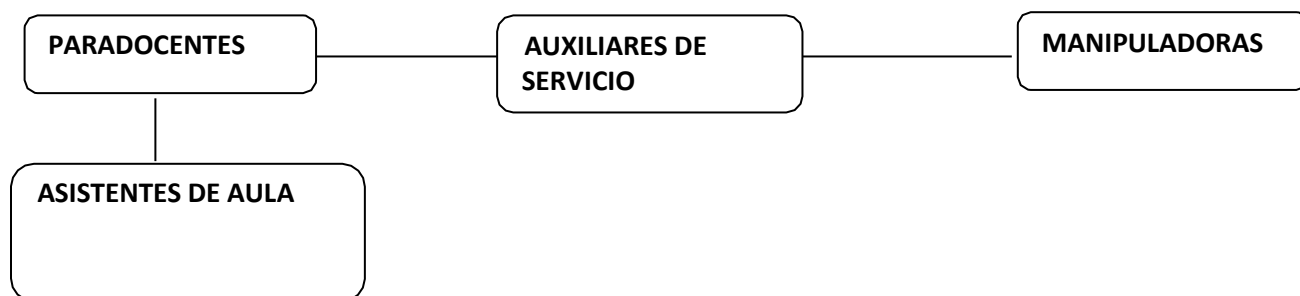 PARADOCENTES
AUXILIARES DE
SERVICIO
MANIPULADORAS
ASISTENTES DE AULA